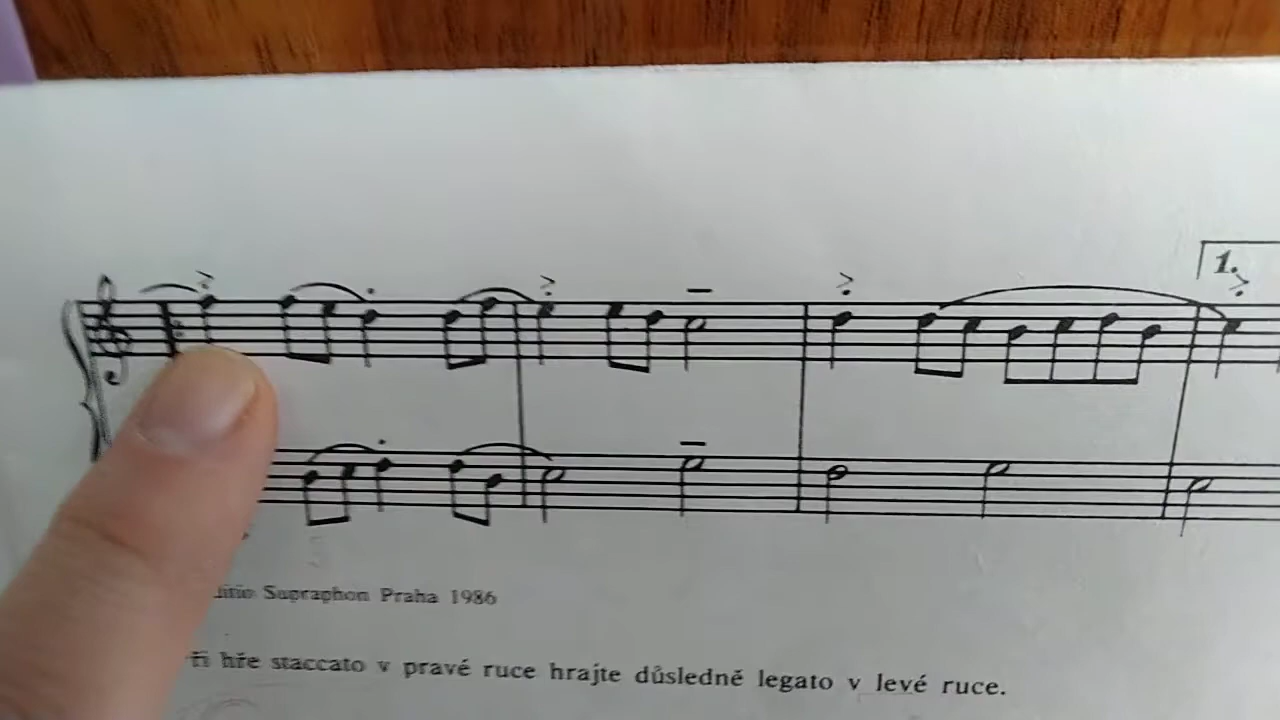 1.
Supraphon Praha 1986
hře staccato v pravé ruce hrajte důsledně legato v levé ruce.